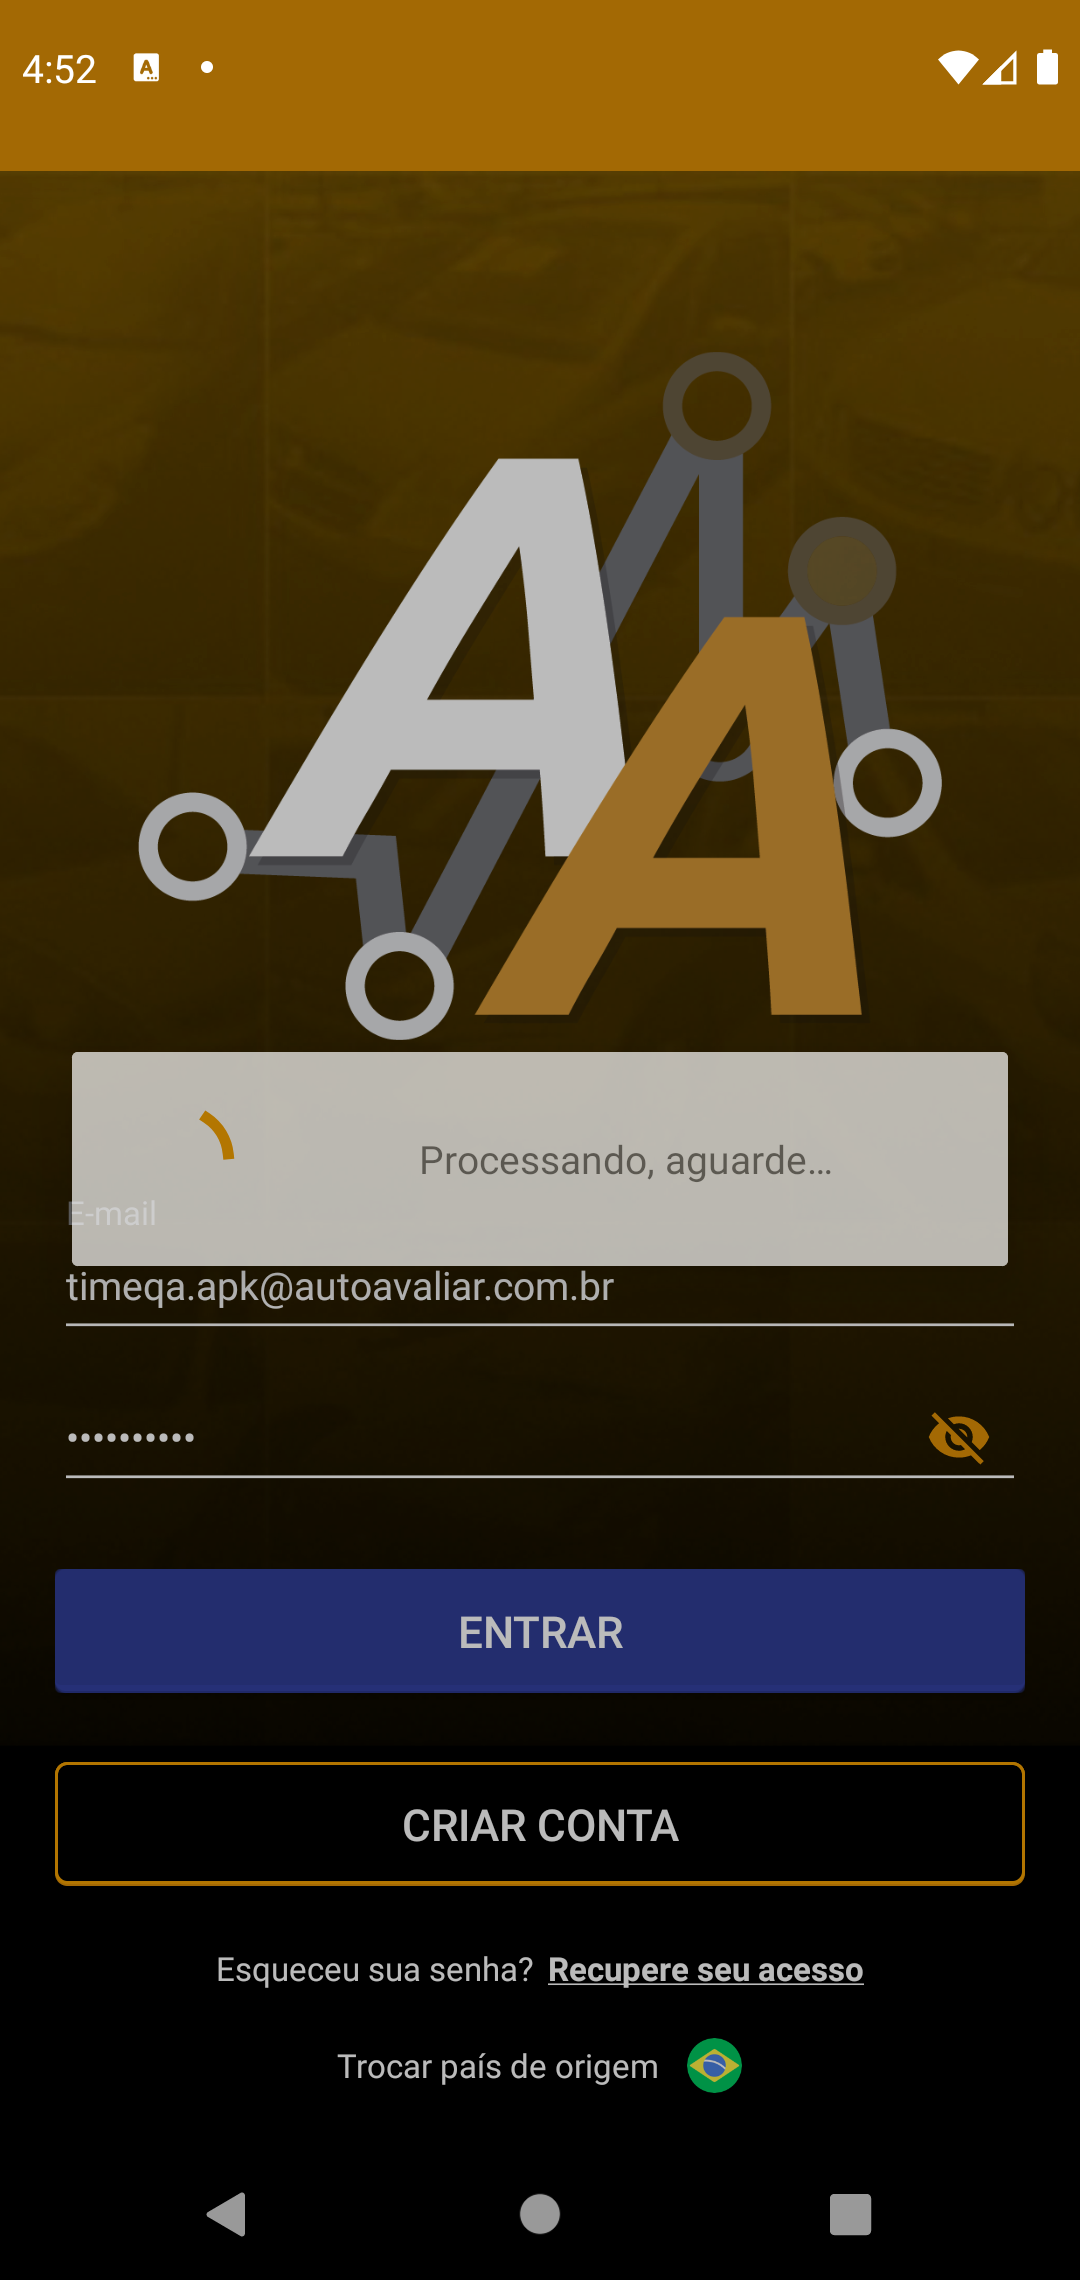 4:52
A
A
A
Processando, aguarde...
E-mail
timeqa.apk@autoavaliar.com.br
••••••••••
ENTRAR
CRIAR CONTA
Esqueceu sua senha? Recupere seu acesso
Trocar país de origem